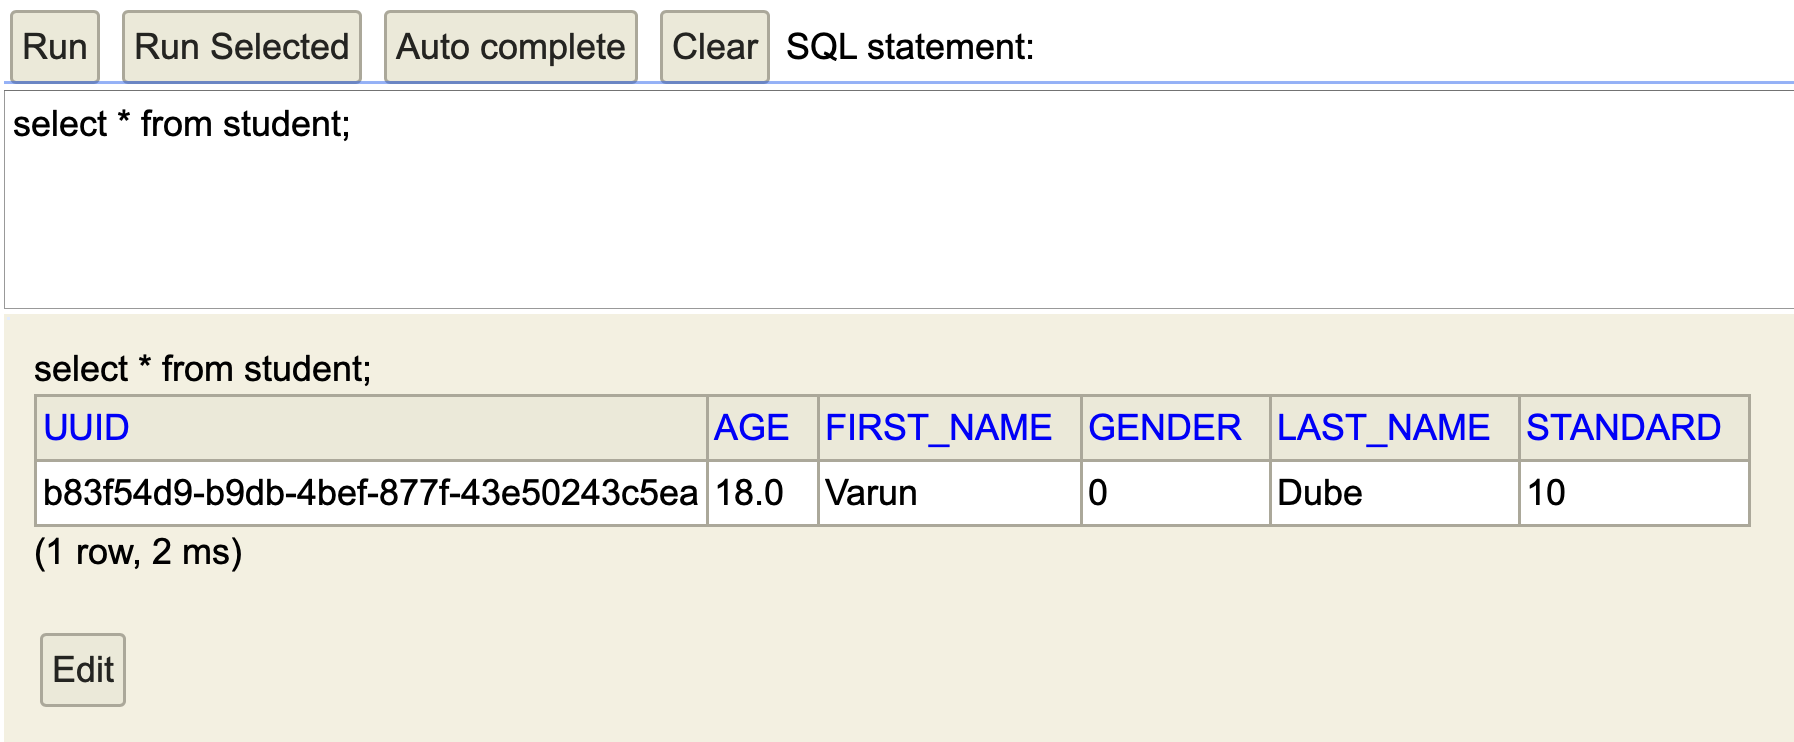 Run Run Selected Auto complete Clear SQL statement:
select * from student;
select * from student;
UUID AGE FIRST_NAME GENDER LAST_NAME STANDARD
b83f54d9-b9db-4bef-877f-43e50243c5ea 18.0 Varun 0 Dube 10
(1 row, 2 ms)
Edit